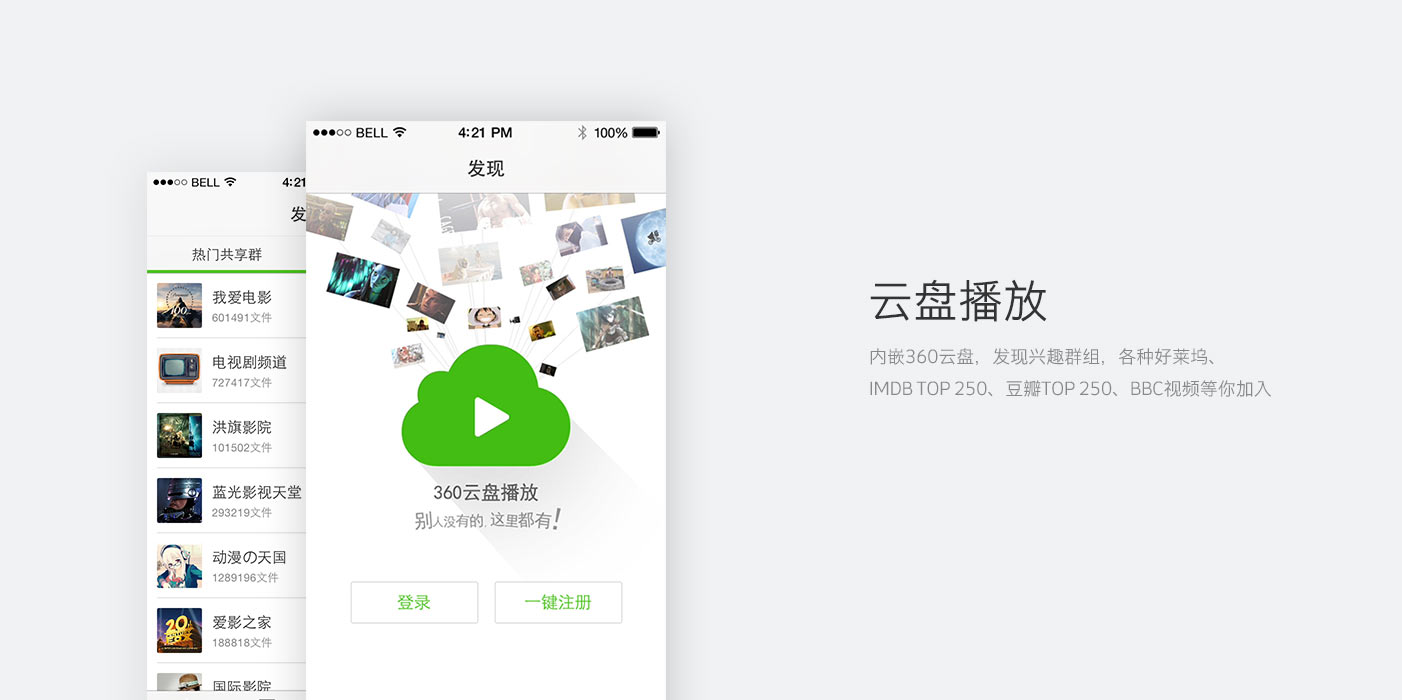 BELL
4:21
发
热门共享群
我爱电影
601491文件
电视剧频道
727417文件
洪旗影院
101502文件
蓝光影视天堂
293219文件
动漫の天国
1289196文件
爱影之家
188818文件
国际影院
BELL 4:21 PM 100%
发现
360云盘播放
别人没有的,这里都有!
登录
一键注册
云盘播放
内嵌360云盘，发现兴趣群组，各种好莱坞、
IMDB TOP 250、豆瓣TOP 250、BBC视频等你加入